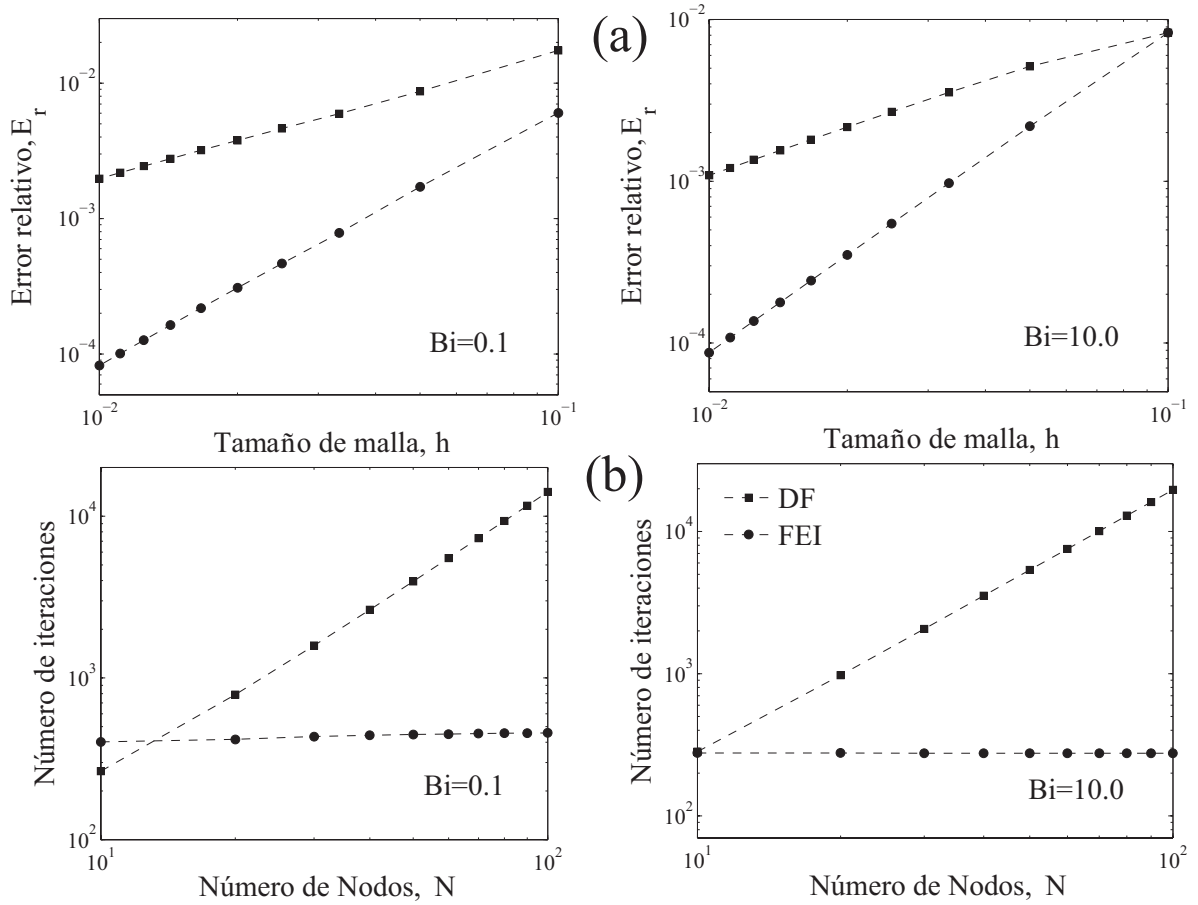 (a)
Error relativo, E_r
10^-2
10^-3
10^-4
Bi=0.1
10^-2
10^-1
Tamaño de malla, h
Error relativo, E_r
10^-2
10^-3
10^-4
Bi=10.0
10^-2
10^-1
Tamaño de malla, h
(b)
Número de iteraciones
10^4
10^3
10^2
Bi=0.1
10^1
10^2
Número de Nodos, N
Número de iteraciones
10^4
10^3
10^2
DF
FEI
Bi=10.0
10^1
10^2
Número de Nodos, N